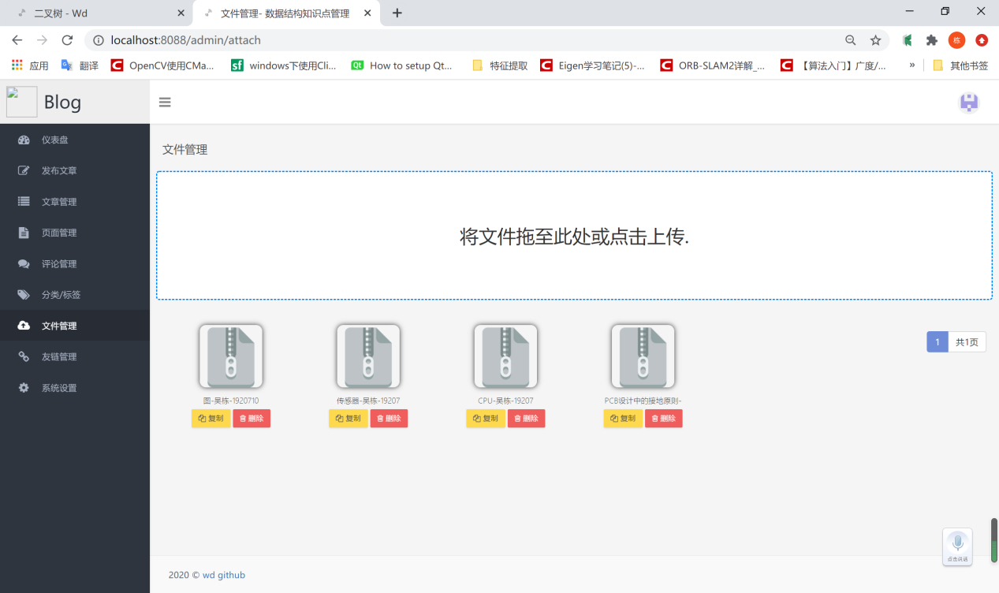 二叉树 - Wd
文件管理- 数据结构知识点管理
localhost:8088/admin/attach
栋
应用
翻译
OpenCV使用CMa...
sf
windows下使用Cli...
Qt
How to setup Qt...
特征提取
Eigen学习笔记(5)-...
ORB-SLAM2详解_...
【算法入门】广度/...
»
其他书签
Blog
仪表盘
发布文章
文章管理
页面管理
评论管理
分类/标签
文件管理
友链管理
系统设置
文件管理
将文件拖至此处或点击上传.
图-吴栋-1920710
复制 删除
传感器-吴栋-19207
复制 删除
CPU-吴栋-19207
复制 删除
PCB设计中的接地原则-
复制 删除
1 共1页
点击说话
2020 © wd github